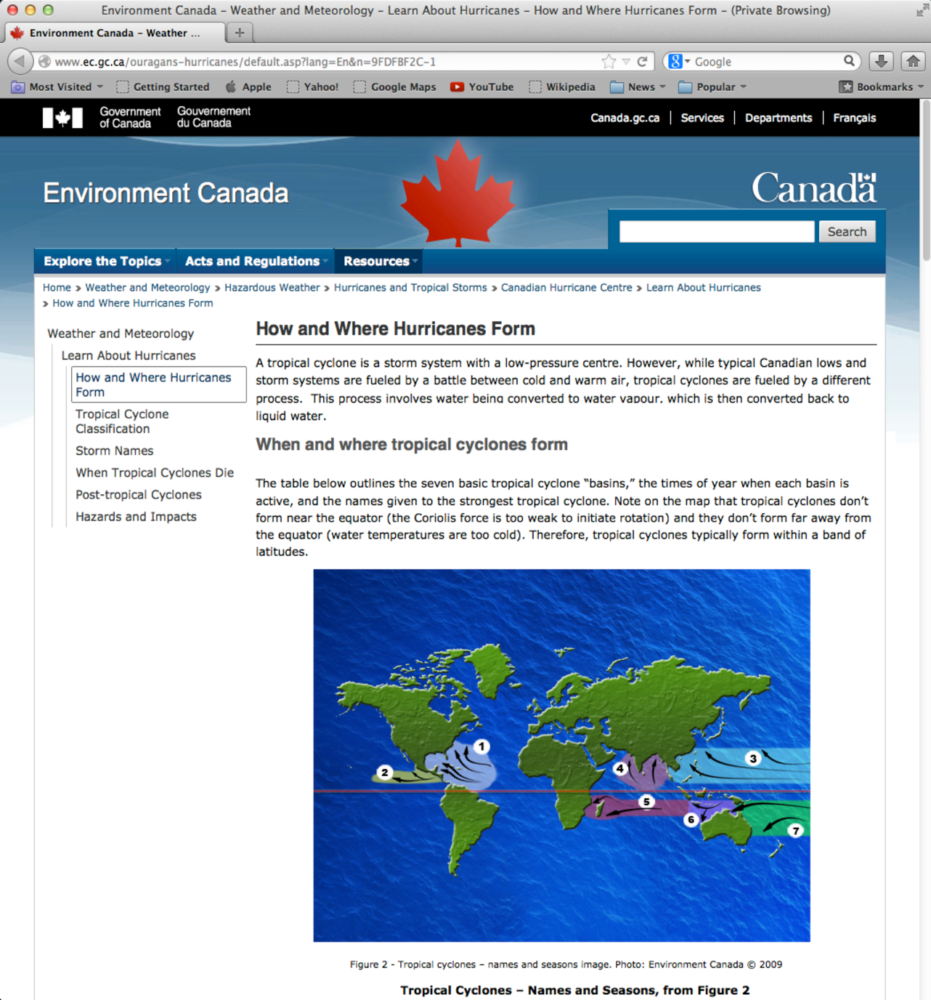 Environment Canada – Weather and Meteorology – Learn About Hurricanes – How and Where Hurricanes Form – (Private Browsing)
Environment Canada – Weather ...
www.ec.gc.ca/ouragans-hurricanes/default.asp?lang=En&n=9FDFBF2C-1
Google
Most Visited Getting Started Apple Yahoo! Google Maps YouTube Wikipedia News Popular Bookmarks
Government of Canada
Gouvernement du Canada
Canada.gc.ca | Services | Departments | Français
Environment Canada
Canada
Search
Explore the Topics Acts and Regulations Resources
Home » Weather and Meteorology » Hazardous Weather » Hurricanes and Tropical Storms » Canadian Hurricane Centre » Learn About Hurricanes
» How and Where Hurricanes Form
Weather and Meteorology
Learn About Hurricanes
How and Where Hurricanes
Form
Tropical Cyclone
Classification
Storm Names
When Tropical Cyclones Die
Post-tropical Cyclones
Hazards and Impacts
How and Where Hurricanes Form
A tropical cyclone is a storm system with a low-pressure centre. However, while typical Canadian lows and
storm systems are fueled by a battle between cold and warm air, tropical cyclones are fueled by a different
process. This process involves water being converted to water vapour, which is then converted back to
liquid water.
When and where tropical cyclones form
The table below outlines the seven basic tropical cyclone “basins,” the times of year when each basin is
active, and the names given to the strongest tropical cyclone. Note on the map that tropical cyclones don’t
form near the equator (the Coriolis force is too weak to initiate rotation) and they don’t form far away from
the equator (water temperatures are too cold). Therefore, tropical cyclones typically form within a band of
latitudes.
1
2
3
4
5
6
7
Figure 2 - Tropical cyclones – names and seasons image. Photo: Environment Canada © 2009
Tropical Cyclones – Names and Seasons, from Figure 2